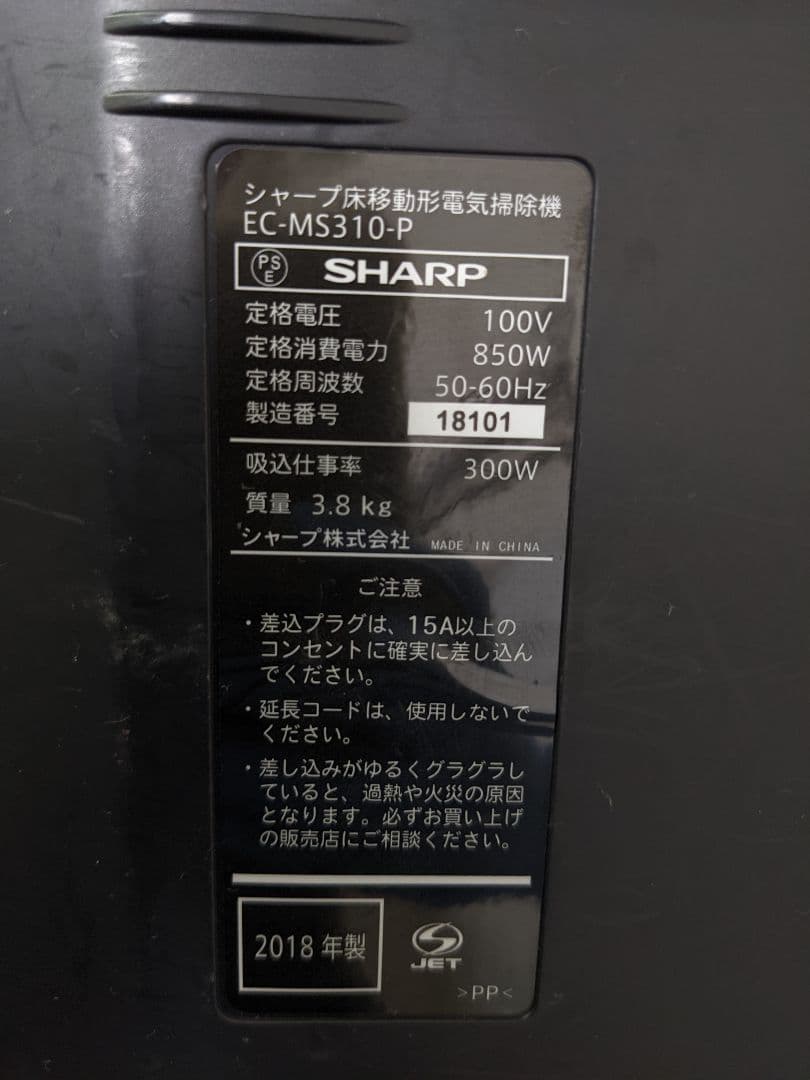 シャープ床移動形電気掃除機
EC-MS310-P
PS E SHARP
定格電圧 100V
定格消費電力 850W
定格周波数 50-60Hz
製造番号 18101
吸込仕事率 300W
質量 3.8kg
シャープ株式会社 MADE IN CHINA
ご注意
・差込プラグは、15A以上の
コンセントに確実に差し込ん
でください。
・延長コードは、使用しないで
ください。
・差し込みがゆるくグラグラし
ていると、過熱や火災の原因
となります。必ずお買い上げ
の販売店にご相談ください。
2018年製
S JET
>PP<